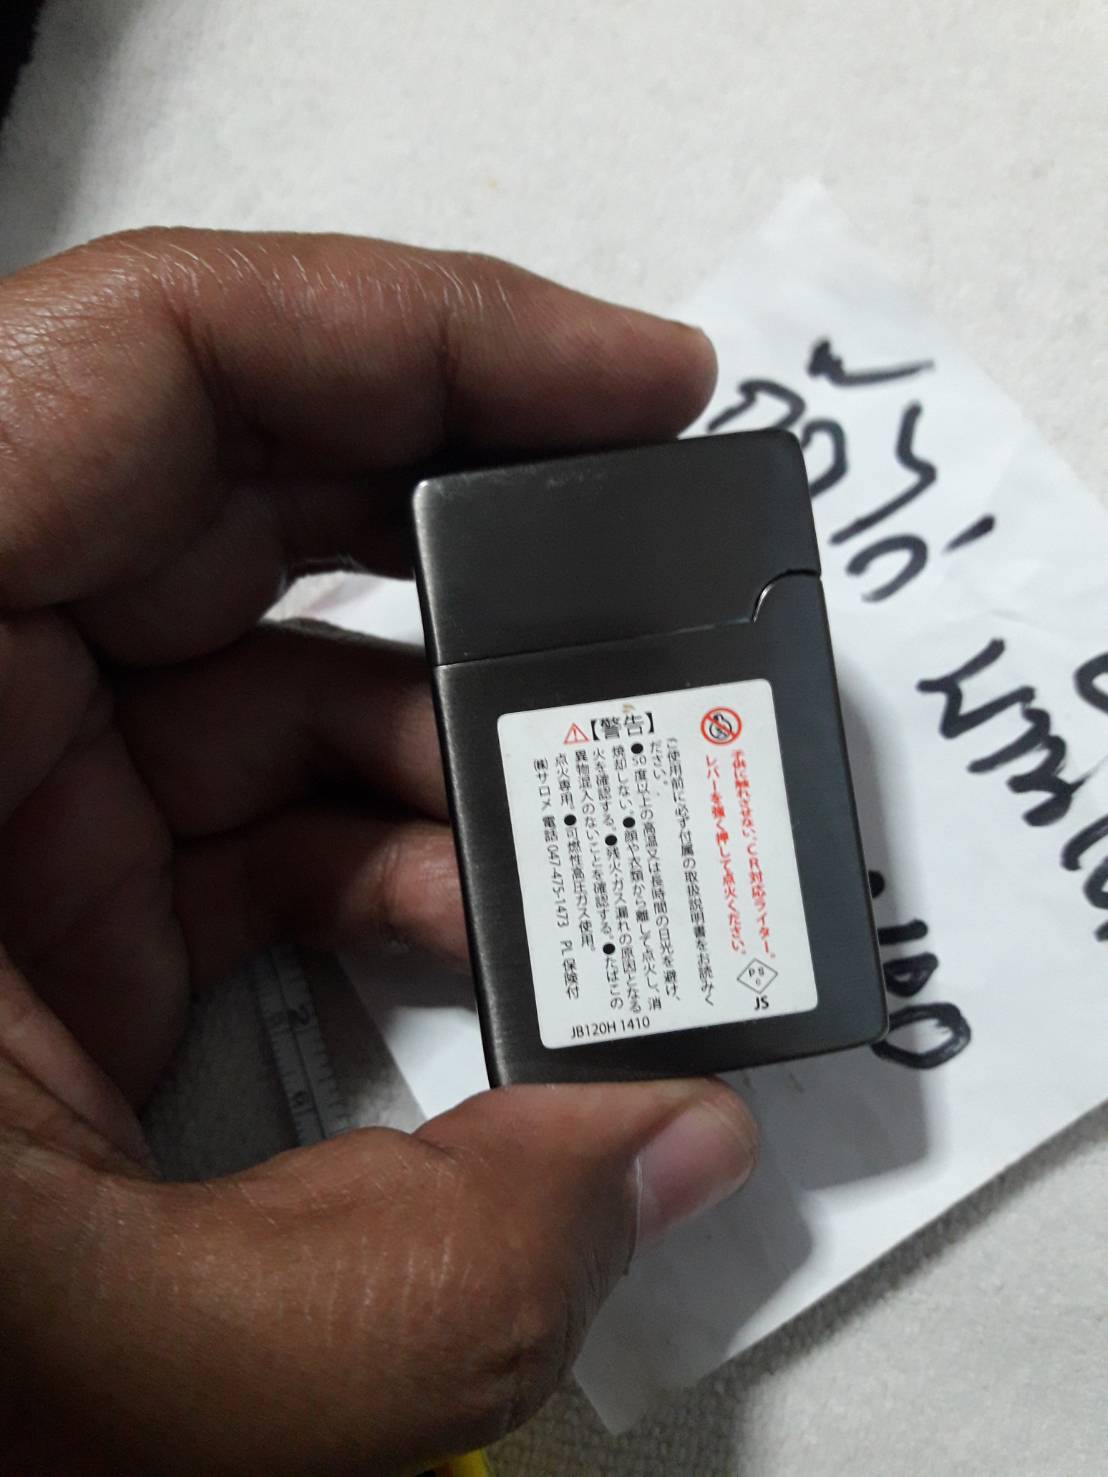 子供に触れさせない、CR対応ライター。
レバーを強く押して点火ください。
ご使用前に必ず付属の取扱説明書をお読みく
ださい。
【警告】
●50度以上の高温又は長時間の日光を避け、
焼却しない。●顔や衣類から離して点火し、消
火を確認する。●残火・ガス漏れの原因となる
異物混入のないことを確認する。●たばこの
点火専用。●可燃性高圧ガス使用。
㈱サロメ 電話 047-475-1473 PL保険付
PSC
JS
JB120H 1410
100
2